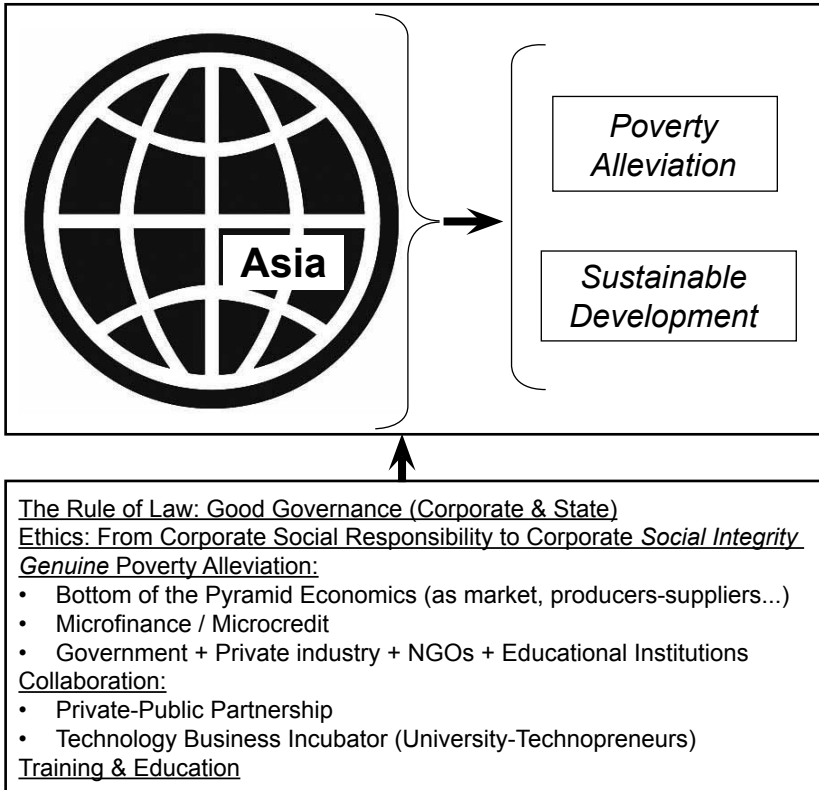 Asia
Poverty
Alleviation
Sustainable
Development
The Rule of Law: Good Governance (Corporate & State)
Ethics: From Corporate Social Responsibility to Corporate Social Integrity
Genuine Poverty Alleviation:
• Bottom of the Pyramid Economics (as market, producers-suppliers...)
• Microfinance / Microcredit
• Government + Private industry + NGOs + Educational Institutions
Collaboration:
• Private-Public Partnership
• Technology Business Incubator (University-Technopreneurs)
Training & Education